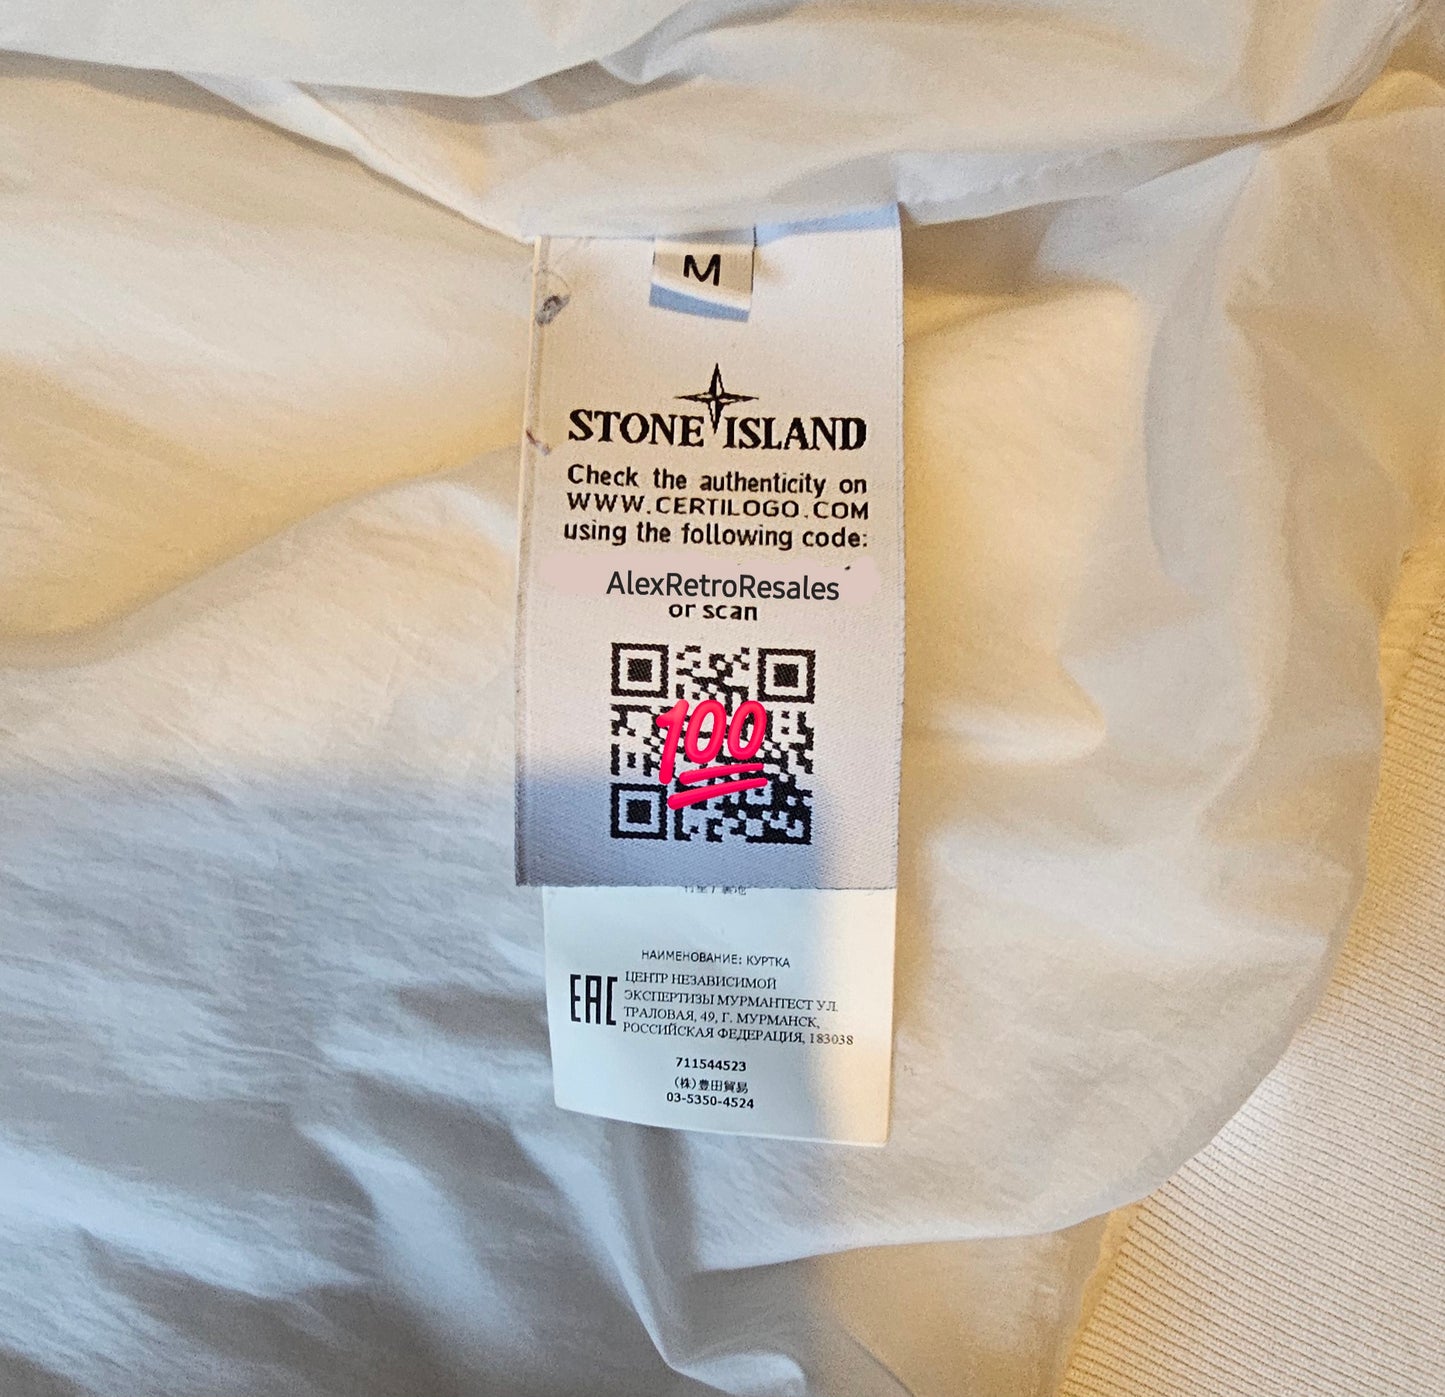 M
STONE ISLAND
Check the authenticity on
WWW.CERTILOGO.COM
using the following code:
AlexRetroResales
or scan
100
НАИМЕНОВАНИЕ: КУРТКА
EAC
ЦЕНТР НЕЗАВИСИМОЙ
ЭКСПЕРТИЗЫ МУРМАНТЕСТ УЛ.
ТРАЛОВАЯ, 49, Г. МУРМАНСК,
РОССИЙСКАЯ ФЕДЕРАЦИЯ, 183038
711544523
(株)豊田貿易
03-5350-4524